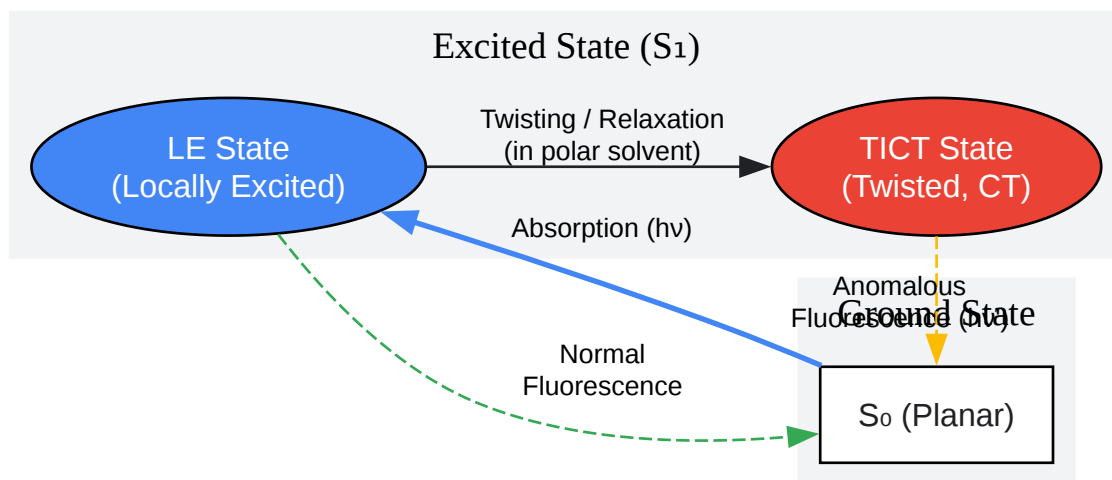 Excited State (S₁)
LE State
(Locally Excited)
Twisting / Relaxation
(in polar solvent)
TICT State
(Twisted, CT)
Absorption (hν)
Anomalous
Fluorescence (hν')
Ground State
Normal
Fluorescence
S₀ (Planar)